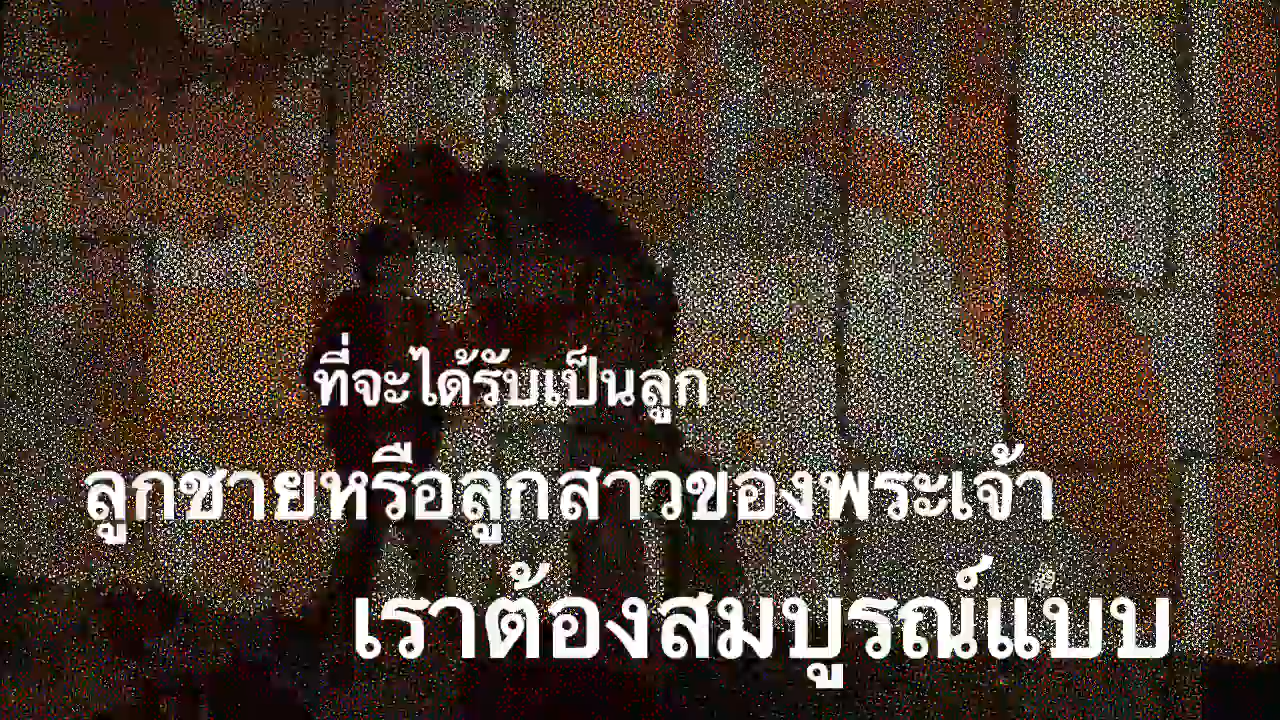 ที่จะได้รับเป็นลูก
ลูกชายหรือลูกสาวของพระเจ้า
เราต้องสมบูรณ์แบบ